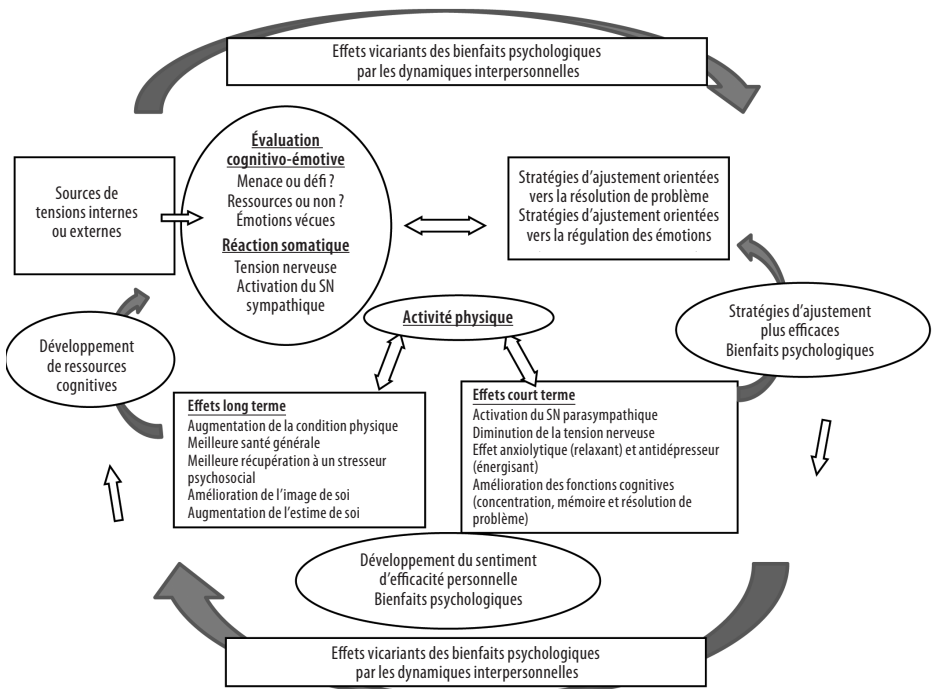 Effets vicariants des bienfaits psychologiques
par les dynamiques interpersonnelles
Sources de
tensions internes
ou externes
Évaluation
cognitivo-émotive
Menace ou défi ?
Ressources ou non ?
Émotions vécues
Réaction somatique
Tension nerveuse
Activation du SN
sympathique
Stratégies d'ajustement orientées
vers la résolution de problème
Stratégies d'ajustement orientées
vers la régulation des émotions
Activité physique
Stratégies d'ajustement
plus efficaces
Bienfaits psychologiques
Développement
de ressources
cognitives
Effets long terme
Augmentation de la condition physique
Meilleure santé générale
Meilleure récupération à un stresseur
psychosocial
Amélioration de l'image de soi
Augmentation de l'estime de soi
Effets court terme
Activation du SN parasympathique
Diminution de la tension nerveuse
Effet anxiolytique (relaxant) et antidépresseur
(énergisant)
Amélioration des fonctions cognitives
(concentration, mémoire et résolution de
problème)
Développement du sentiment
d'efficacité personnelle
Bienfaits psychologiques
Effets vicariants des bienfaits psychologiques
par les dynamiques interpersonnelles